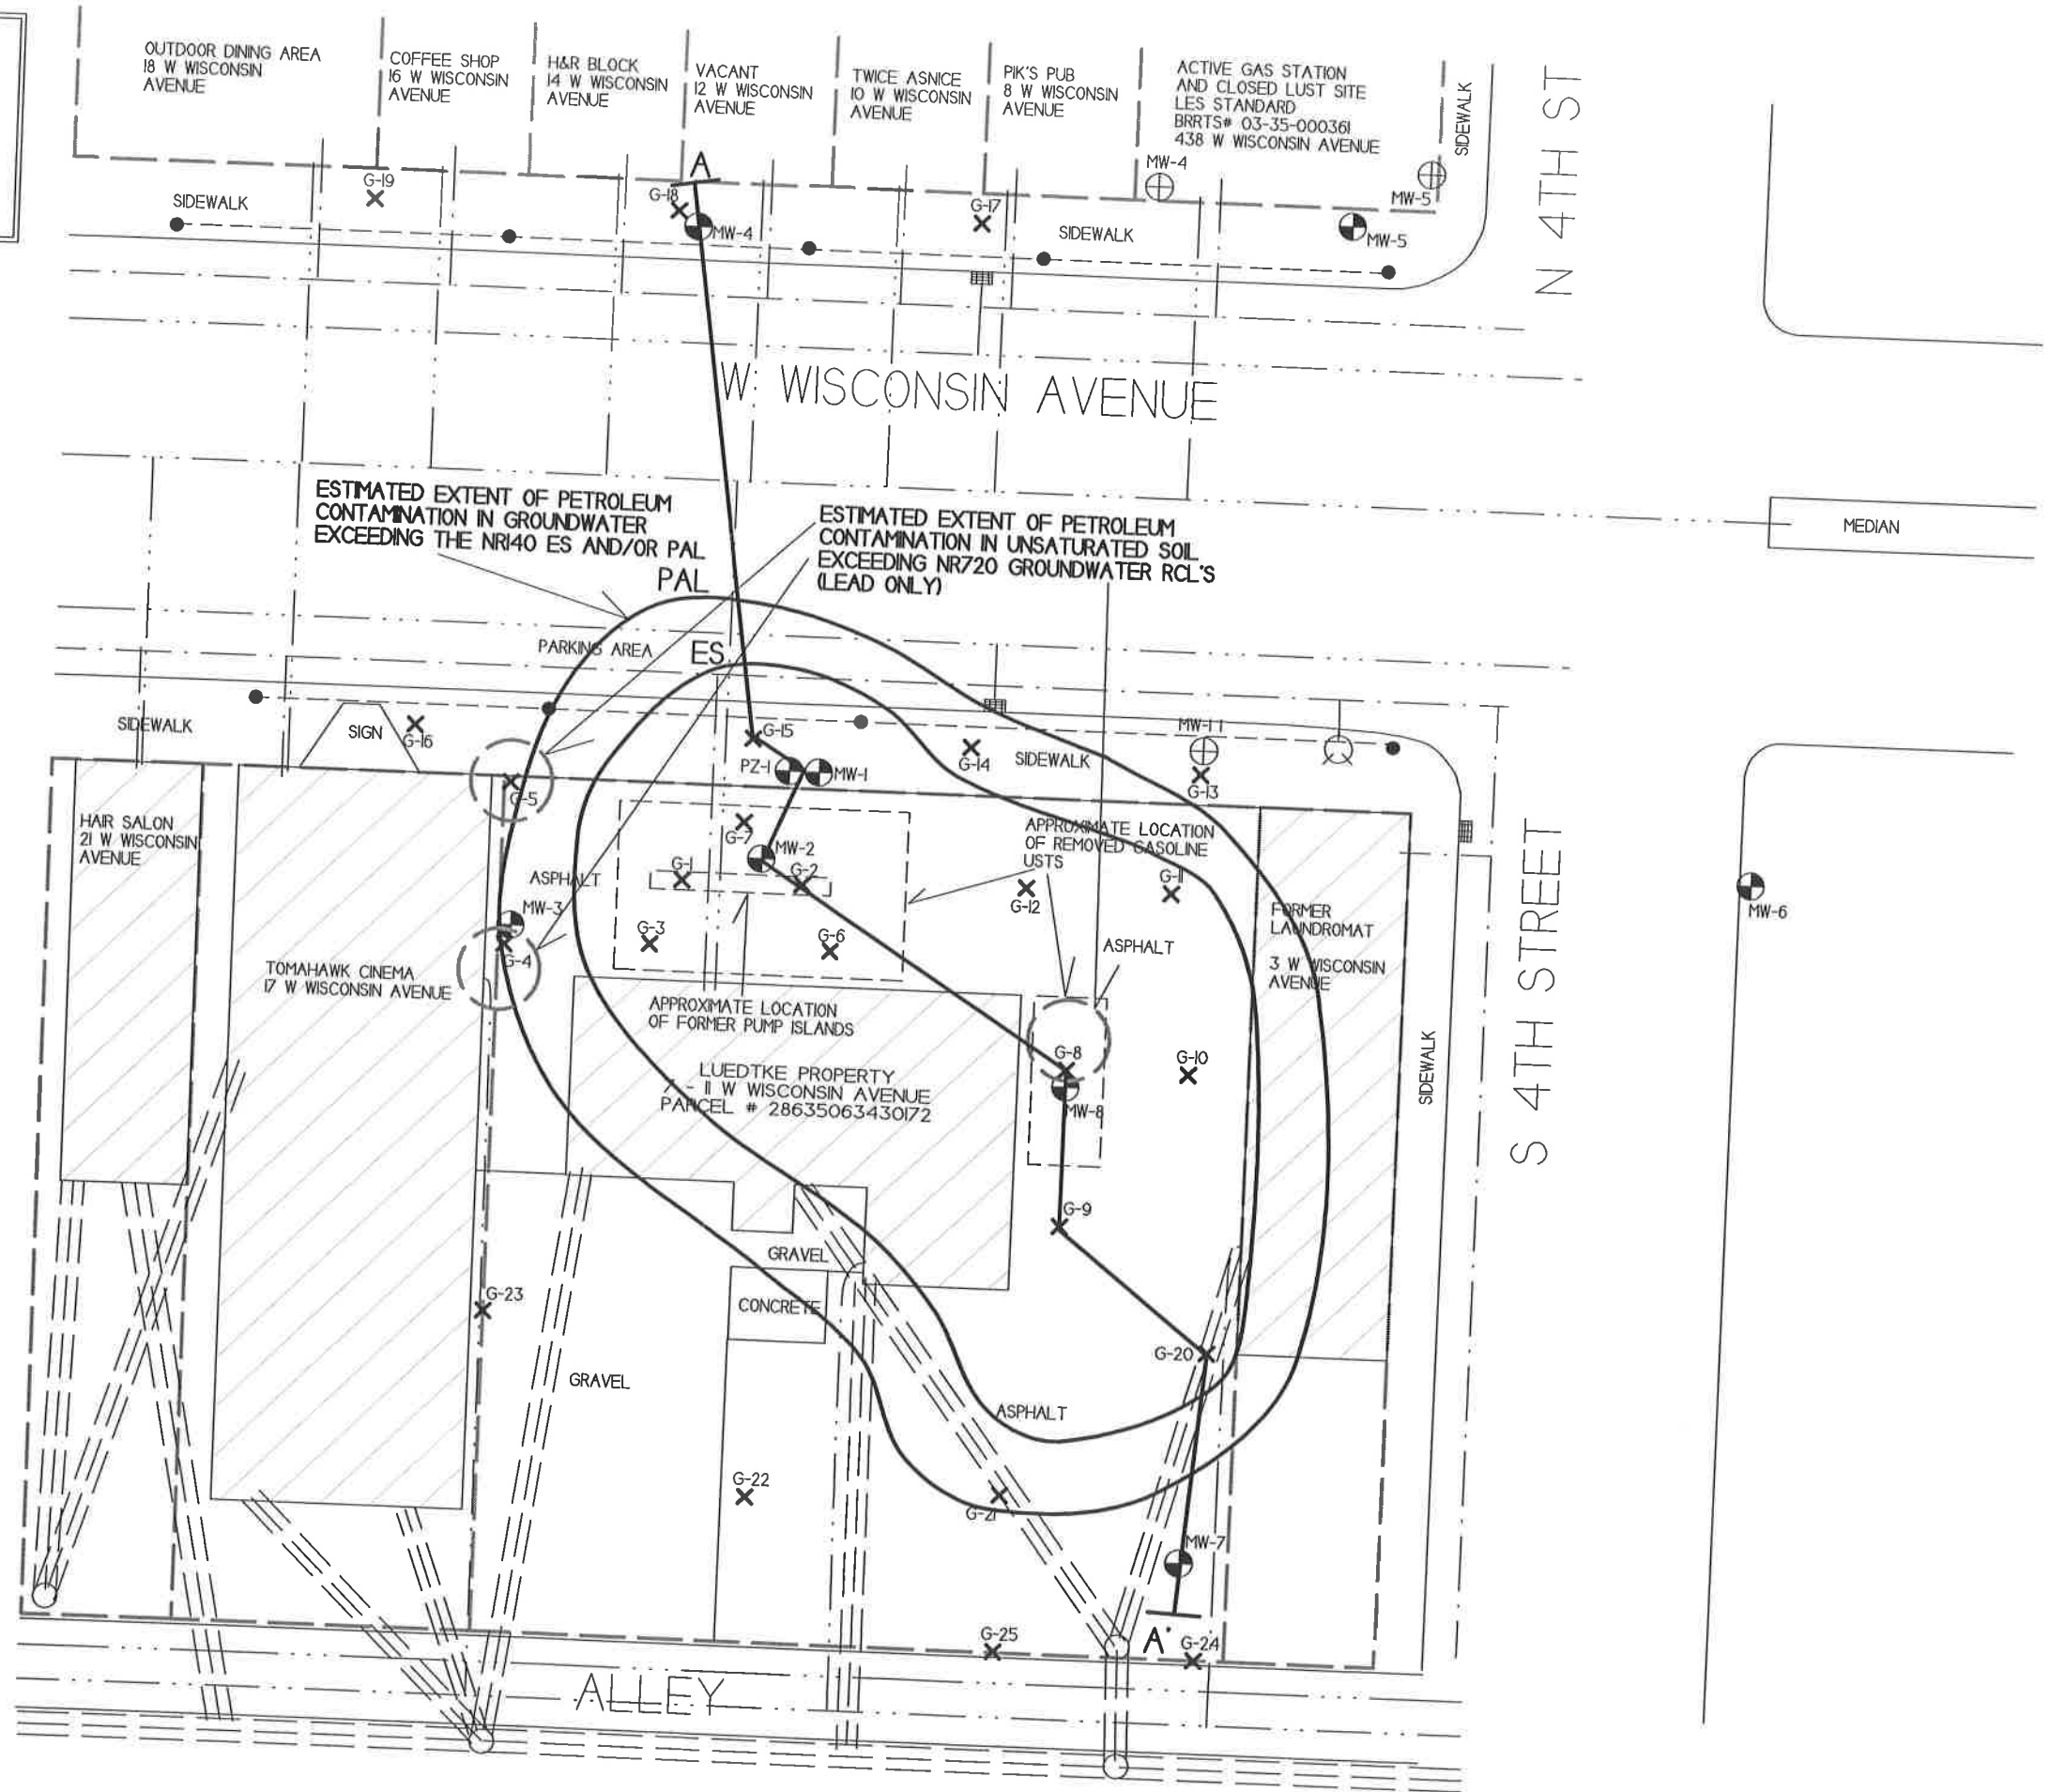 OUTDOOR DINING AREA
18 W WISCONSIN
AVENUE
COFFEE SHOP
16 W WISCONSIN
AVENUE
H&R BLOCK
14 W WISCONSIN
AVENUE
VACANT
12 W WISCONSIN
AVENUE
TWICE ASNICE
10 W WISCONSIN
AVENUE
PIK'S PUB
8 W WISCONSIN
AVENUE
ACTIVE GAS STATION
AND CLOSED LUST SITE
LES STANDARD
BRRTS# 03-35-000361
438 W WISCONSIN AVENUE
SIDEWALK
N 4TH ST
MW-4
MW-5
A
G-19
G-18
G-17
SIDEWALK
MW-4
SIDEWALK
MW-5
W WISCONSIN AVENUE
ESTIMATED EXTENT OF PETROLEUM
CONTAMINATION IN GROUNDWATER
EXCEEDING THE NR140 ES AND/OR PAL
ESTIMATED EXTENT OF PETROLEUM
CONTAMINATION IN UNSATURATED SOIL
EXCEEDING NR720 GROUNDWATER RCL'S
(LEAD ONLY)
MEDIAN
PAL
PARKING AREA
ES
SIDEWALK
SIGN
G-16
G-15
G-14
SIDEWALK
MW-11
G-13
PZ-1
MW-1
G-5
HAIR SALON
21 W WISCONSIN
AVENUE
G-7
MW-2
APPROXIMATE LOCATION
OF REMOVED GASOLINE
USTS
ASPHALT
G-1
G-2
G-12
G-11
MW-3
G-3
G-6
G-4
FORMER
LAUNDROMAT
3 W WISCONSIN
AVENUE
ASPHALT
MW-6
S 4TH STREET
TOMAHAWK CINEMA
17 W WISCONSIN AVENUE
APPROXIMATE LOCATION
OF FORMER PUMP ISLANDS
LUEDTKE PROPERTY
7 - 11 W WISCONSIN AVENUE
PARCEL # 28635063430172
G-8
MW-8
G-10
SIDEWALK
G-9
GRAVEL
CONCRETE
G-23
GRAVEL
G-20
ASPHALT
G-22
G-21
MW-7
G-25
A'
G-24
ALLEY